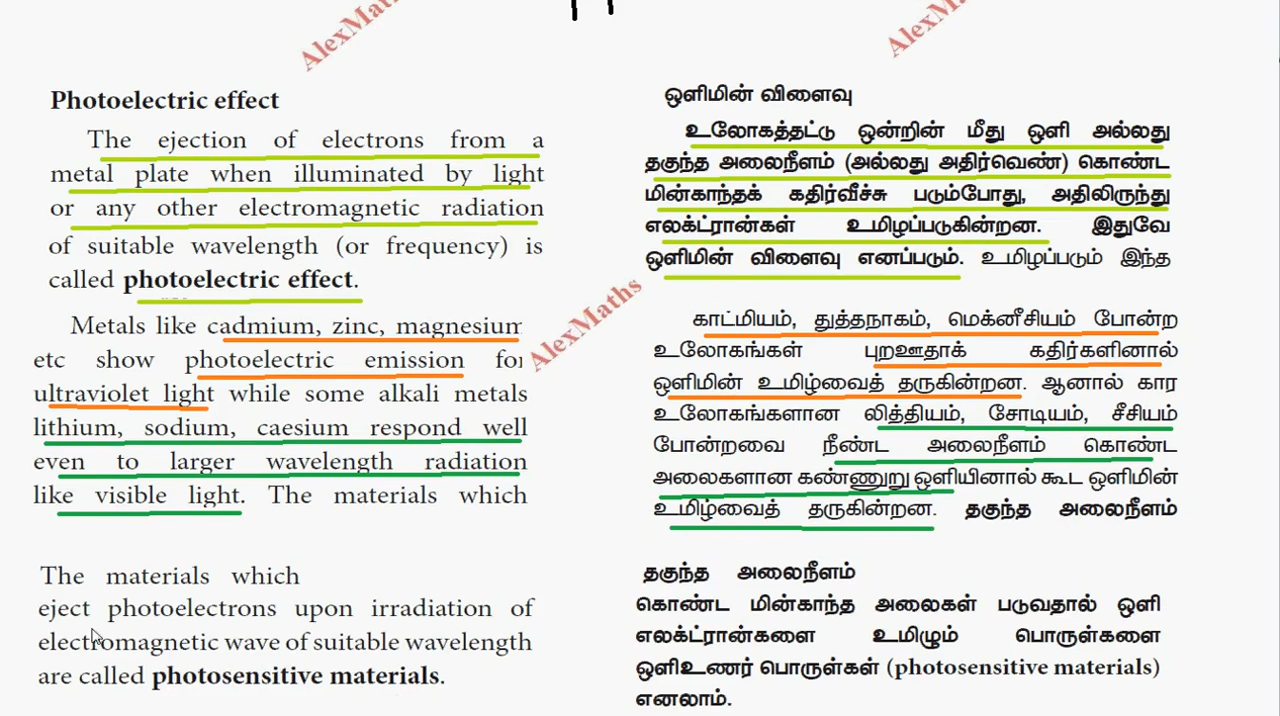 AlexMaths
AlexMaths
Photoelectric effect
The ejection of electrons from a
metal plate when illuminated by light
or any other electromagnetic radiation
of suitable wavelength (or frequency) is
called photoelectric effect.
Metals like cadmium, zinc, magnesium
etc show photoelectric emission for
ultraviolet light while some alkali metals
lithium, sodium, caesium respond well
even to larger wavelength radiation
like visible light. The materials which
The materials which
eject photoelectrons upon irradiation of
electromagnetic wave of suitable wavelength
are called photosensitive materials.
AlexMaths
ஒளிமின் விளைவு
உலோகத்தட்டு ஒன்றின் மீது ஒளி அல்லது
தகுந்த அலைநீளம் (அல்லது அதிர்வெண்) கொண்ட
மின்காந்தக் கதிர்வீச்சு படும்போது, அதிலிருந்து
எலக்ட்ரான்கள் உமிழப்படுகின்றன. இதுவே
ஒளிமின் விளைவு எனப்படும். உமிழப்படும் இந்த
காட்மியம், துத்தநாகம், மெக்னீசியம் போன்ற
உலோகங்கள் புறஊதாக் கதிர்களினால்
ஒளிமின் உமிழ்வைத் தருகின்றன. ஆனால் கார
உலோகங்களான லித்தியம், சோடியம், சீசியம்
போன்றவை நீண்ட அலைநீளம் கொண்ட
அலைகளான கண்ணுறு ஒளியினால் கூட ஒளிமின்
உமிழ்வைத் தருகின்றன. தகுந்த அலைநீளம்
தகுந்த அலைநீளம்
கொண்ட மின்காந்த அலைகள் படுவதால் ஒளி
எலக்ட்ரான்களை உமிழும் பொருள்களை
ஒளிஉணர் பொருள்கள் (photosensitive materials)
எனலாம்.